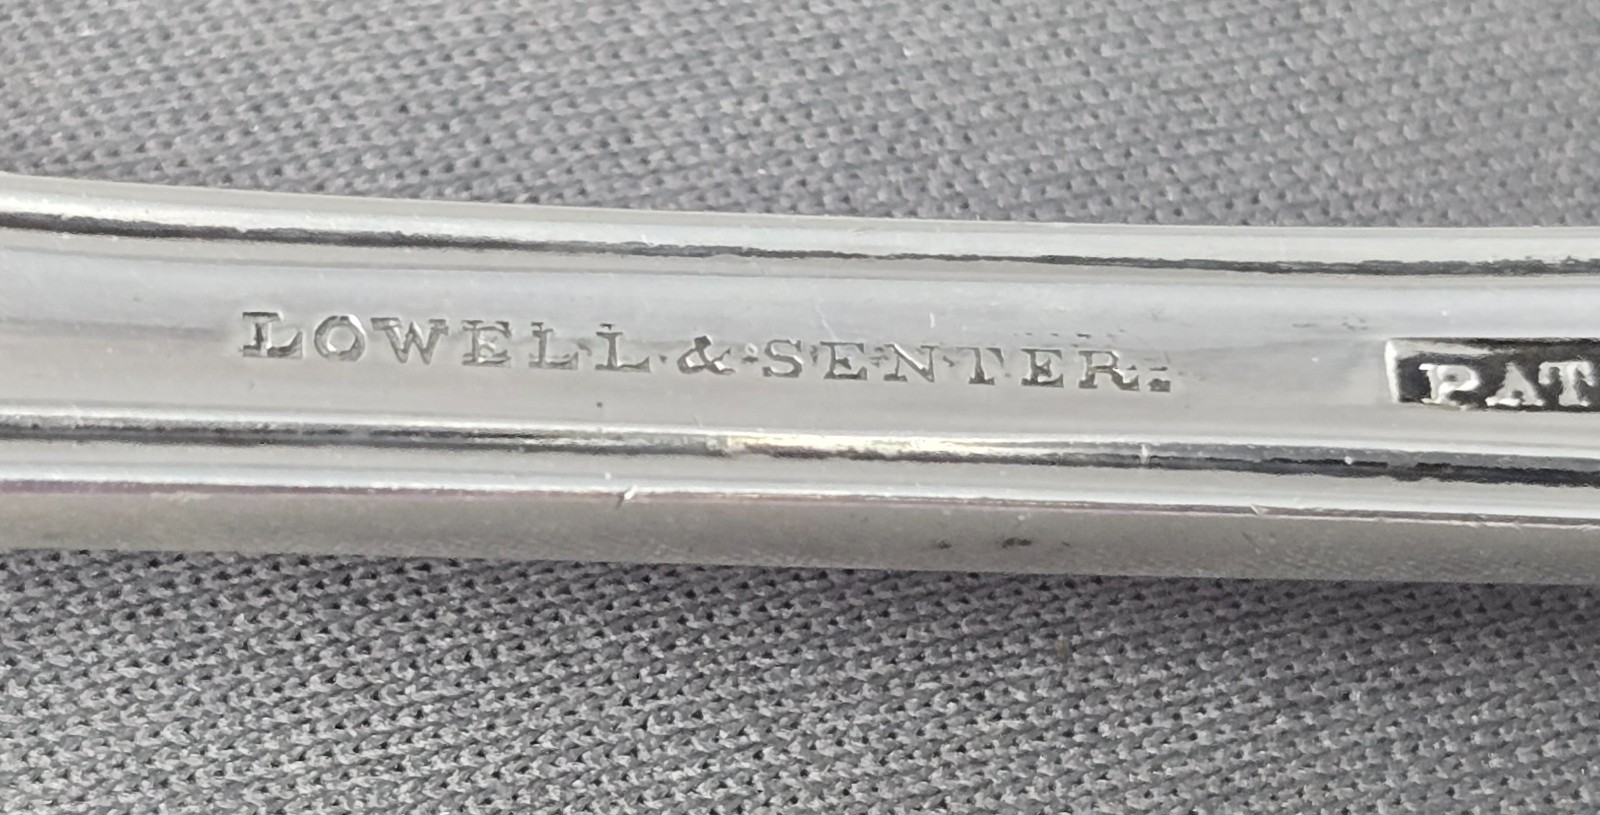 LOWELL & SENTER. PAT